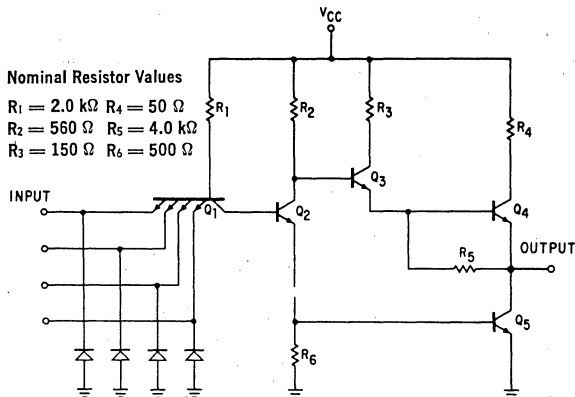 VCC
Nominal Resistor Values
R1 = 2.0 kΩ R4 = 50 Ω
R2 = 560 Ω R5 = 4.0 kΩ
R3 = 150 Ω R6 = 500 Ω
R1
R2
R3
R4
INPUT
Q1
Q2
Q3
Q4
R5
OUTPUT
Q5
R6